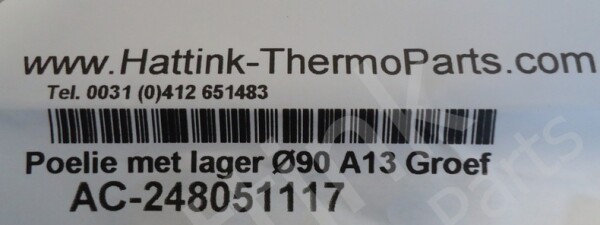 www.Hattink-ThermoParts.com
Tel. 0031 (0)412 651483
Poelie met lager Ø90 A13 Groef
AC-248051117